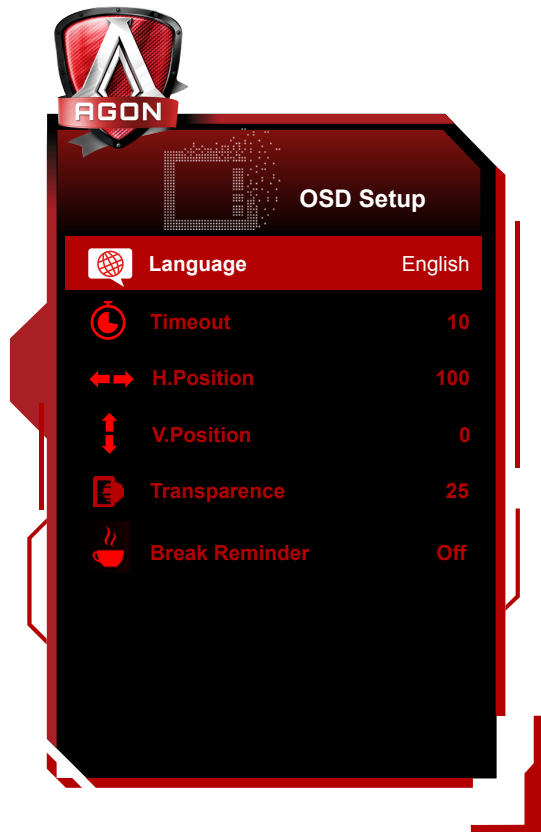 AGON
OSD Setup
Language English
Timeout 10
H.Position 100
V.Position 0
Transparence 25
Break Reminder Off